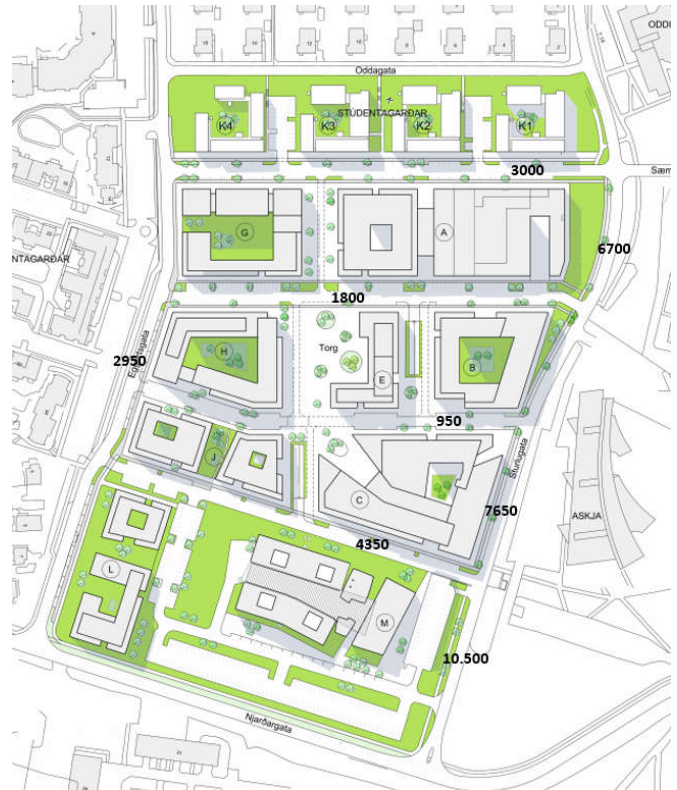 ODDI
Oddagata
STÚDENTAGARÐAR
K4
K3
K2
K1
3000
Sæm
G
A
6700
NTAGARÐAR
1800
Eggertsgata
2950
H
Torg
E
B
950
Sturlugata
J
C
7650
ASKJA
4350
L
M
10.500
Njarðargata